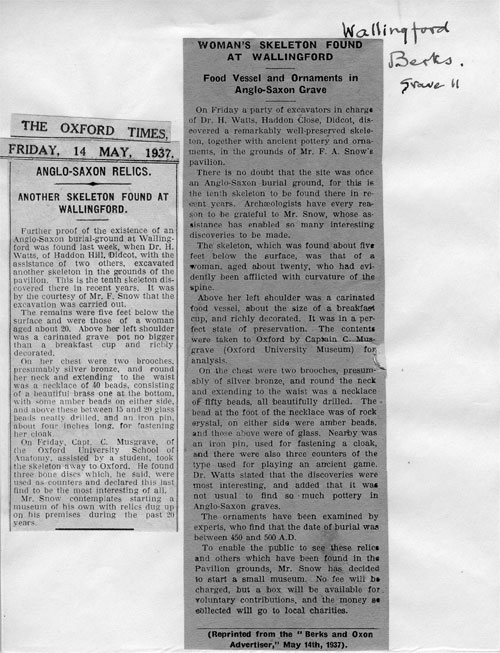 Wallingford
Berks.
Grave 11
THE OXFORD TIMES,
FRIDAY, 14 MAY, 1937.
ANGLO-SAXON RELICS.
ANOTHER SKELETON FOUND AT
WALLINGFORD.
Further proof of the existence of an
Anglo-Saxon burial-ground at Walling-
ford was found last week, when Dr. H.
Watts, of Haddon Hill, Didcot, with the
assistance of two others, excavated
another skeleton in the grounds of the
pavilion. This is the tenth skeleton dis-
covered there in recent years. It was
by the courtesy of Mr. F. Snow that the
excavation was carried out.
The remains were five feet below the
surface and were those of a woman
aged about 20. Above her left shoulder
was a carinated grave pot no bigger
than a breakfast cup and richly
decorated.
On her chest were two brooches,
presumably silver bronze, and round
her neck and extending to the waist
was a necklace of 40 beads, consisting
of a beautiful brass one at the bottom,
with some amber beads on either side,
and above these between 15 and 20 glass
beads neatly drilled, and an iron pin,
about four inches long, for fastening
her cloak.
On Friday, Capt. C. Musgrave, of
the Oxford University School of
Anatomy, assisted by a student, took
the skeleton away to Oxford. He found
three bone discs which, he said, were
used as counters and declared this last
find to be the most interesting of all.
Mr. Snow contemplates starting a
museum of his own with relics dug up
on his premises during the past 20
years.
WOMAN'S SKELETON FOUND
AT WALLINGFORD
Food Vessel and Ornaments in
Anglo-Saxon Grave
On Friday a party of excavators in charge
of Dr. H. Watts, Haddon Close, Didcot, dis-
covered a remarkably well-preserved skele-
ton, together with ancient pottery and orna-
ments, in the grounds of Mr. F. A. Snow's
pavilion.
There is no doubt that the site was once
an Anglo-Saxon burial ground, for this is
the tenth skeleton to be found there in re-
cent years. Archæologists have every rea-
son to be grateful to Mr. Snow, whose as-
sistance has enabled so many interesting
discoveries to be made.
The skeleton, which was found about five
feet below the surface, was that of a
woman, aged about twenty, who had evi-
dently been afflicted with curvature of the
spine.
Above her left shoulder was a carinated
food vessel, about the size of a breakfast
cup, and richly decorated. It was in a per-
fect state of preservation. The contents
were taken to Oxford by Captain C. Mus-
grave (Oxford University Museum) for
analysis.
On the chest were two brooches, presum-
ably of silver bronze, and round the neck
and extending to the waist was a necklace
of fifty beads, all beautifully drilled. The
bead at the foot of the necklace was of rock
crystal, on either side were amber beads,
and those above were of glass. Nearby was
an iron pin, used for fastening a cloak,
and there were also three counters of the
type used for playing an ancient game.
Dr. Watts stated that the discoveries were
most interesting, and added that it was
not usual to find so much pottery in
Anglo-Saxon graves.
The ornaments have been examined by
experts, who find that the date of burial was
between 450 and 500 A.D.
To enable the public to see these relics
and others which have been found in the
Pavilion grounds, Mr. Snow has decided
to start a small museum. No fee will be
charged, but a box will be available for
voluntary contributions, and the money so
collected will go to local charities.
(Reprinted from the "Berks and Oxon
Advertiser," May 14th, 1937).